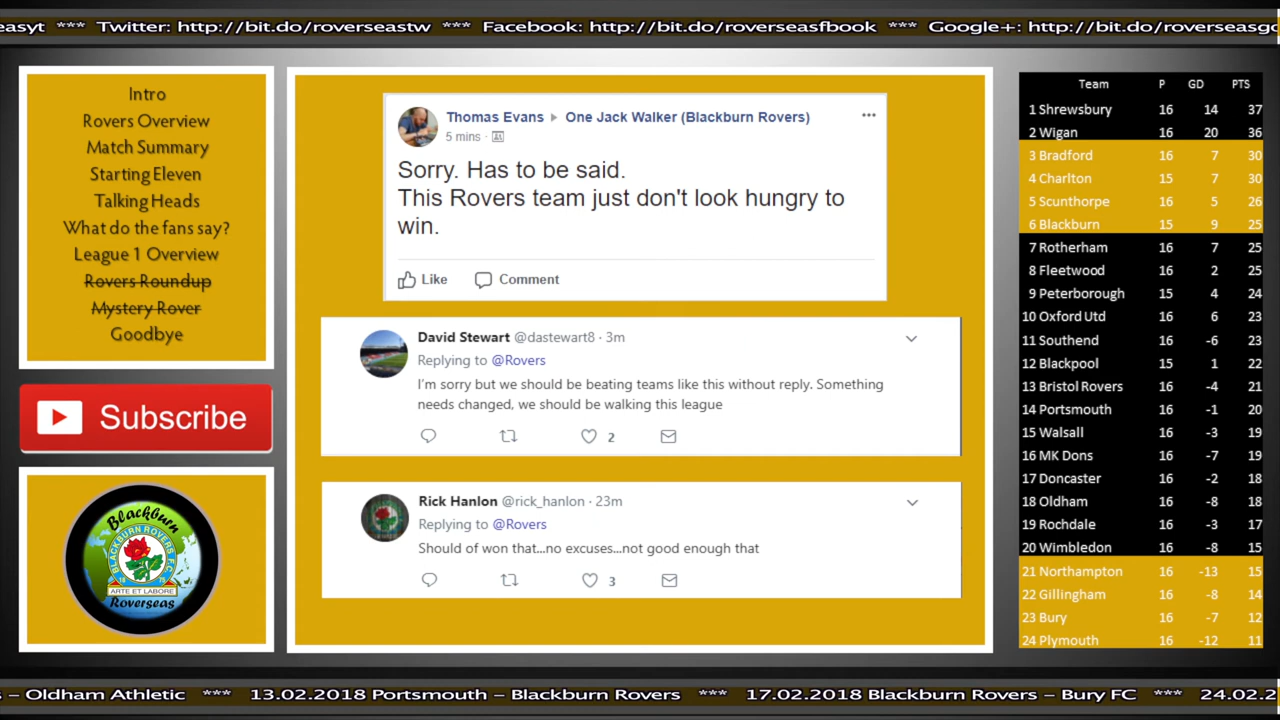 easyt *** Twitter: http://bit.do/roverseastw *** Facebook: http://bit.do/roverseasfbook *** Google+: http://bit.do/roverseasgo
Intro
Rovers Overview
Match Summary
Starting Eleven
Talking Heads
What do the fans say?
League 1 Overview
Rovers Roundup
Mystery Rover
Goodbye
Subscribe
Blackburn
BLACKBURN ROVERS F.C.
18 75
ARTE ET LABORE
Roverseas
Thomas Evans ▸ One Jack Walker (Blackburn Rovers)
5 mins ·
Sorry. Has to be said.
This Rovers team just don't look hungry to
win.
Like Comment
David Stewart @dastewart8 · 3m
Replying to @Rovers
I'm sorry but we should be beating teams like this without reply. Something
needs changed, we should be walking this league
2
Rick Hanlon @rick_hanlon · 23m
Replying to @Rovers
Should of won that...no excuses...not good enough that
3
Team P GD PTS
1 Shrewsbury 16 14 37
2 Wigan 16 20 36
3 Bradford 16 7 30
4 Charlton 15 7 30
5 Scunthorpe 16 5 26
6 Blackburn 15 9 25
7 Rotherham 16 7 25
8 Fleetwood 16 2 25
9 Peterborough 15 4 24
10 Oxford Utd 16 6 23
11 Southend 16 -6 23
12 Blackpool 15 1 22
13 Bristol Rovers 16 -4 21
14 Portsmouth 16 -1 20
15 Walsall 16 -3 19
16 MK Dons 16 -7 19
17 Doncaster 16 -2 18
18 Oldham 16 -8 18
19 Rochdale 16 -3 17
20 Wimbledon 16 -8 15
21 Northampton 16 -13 15
22 Gillingham 16 -8 14
23 Bury 16 -7 12
24 Plymouth 16 -12 11
s – Oldham Athletic *** 13.02.2018 Portsmouth – Blackburn Rovers *** 17.02.2018 Blackburn Rovers – Bury FC *** 24.02.2